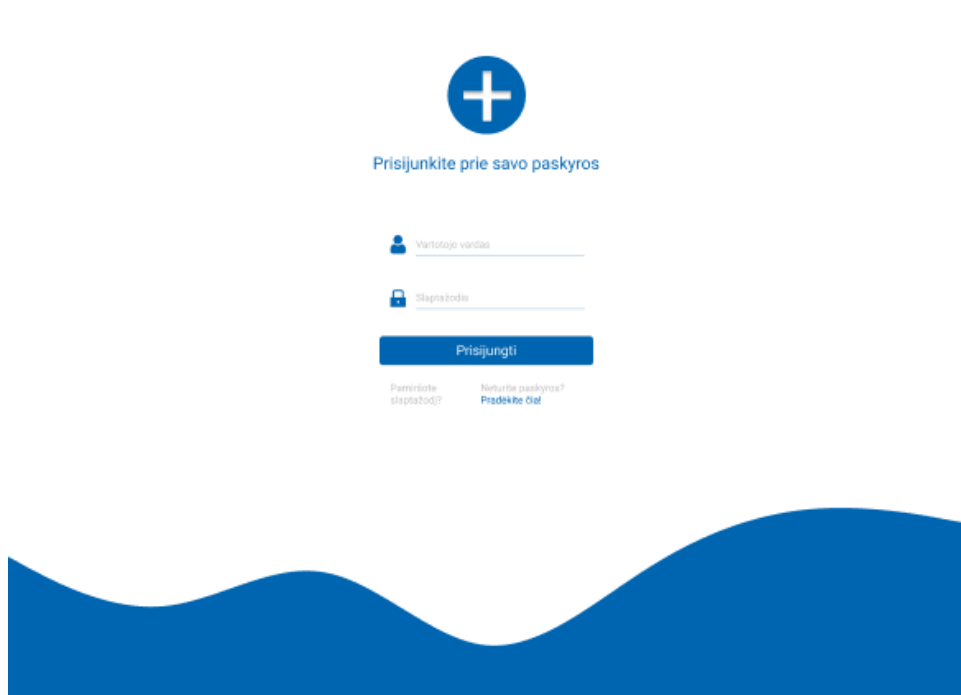 Prisijunkite prie savo paskyros
Vartotojo vardas
Slaptažodis
Prisijungti
Pamiršote
slaptažodį?
Neturite paskyros?
Pradėkite čia!